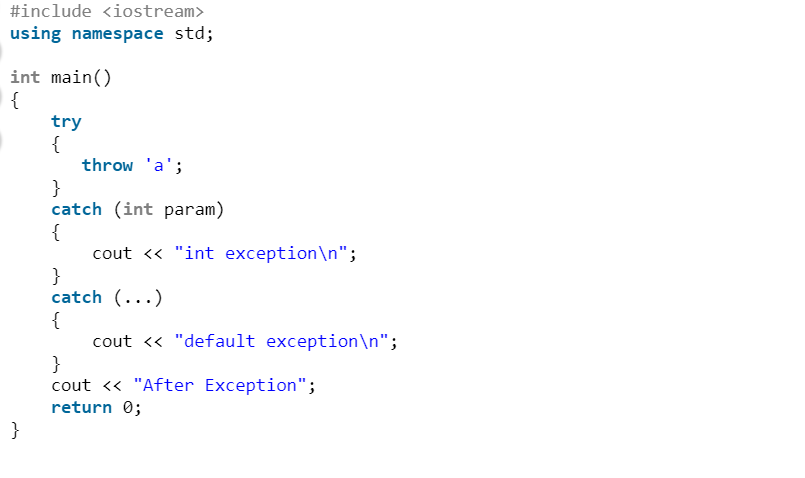 #include <iostream>
using namespace std;
int main()
{
try
{
throw 'a';
}
catch (int param)
{
cout << "int exception\n";
}
catch (...)
{
cout << "default exception\n";
}
cout << "After Exception";
return 0;
}